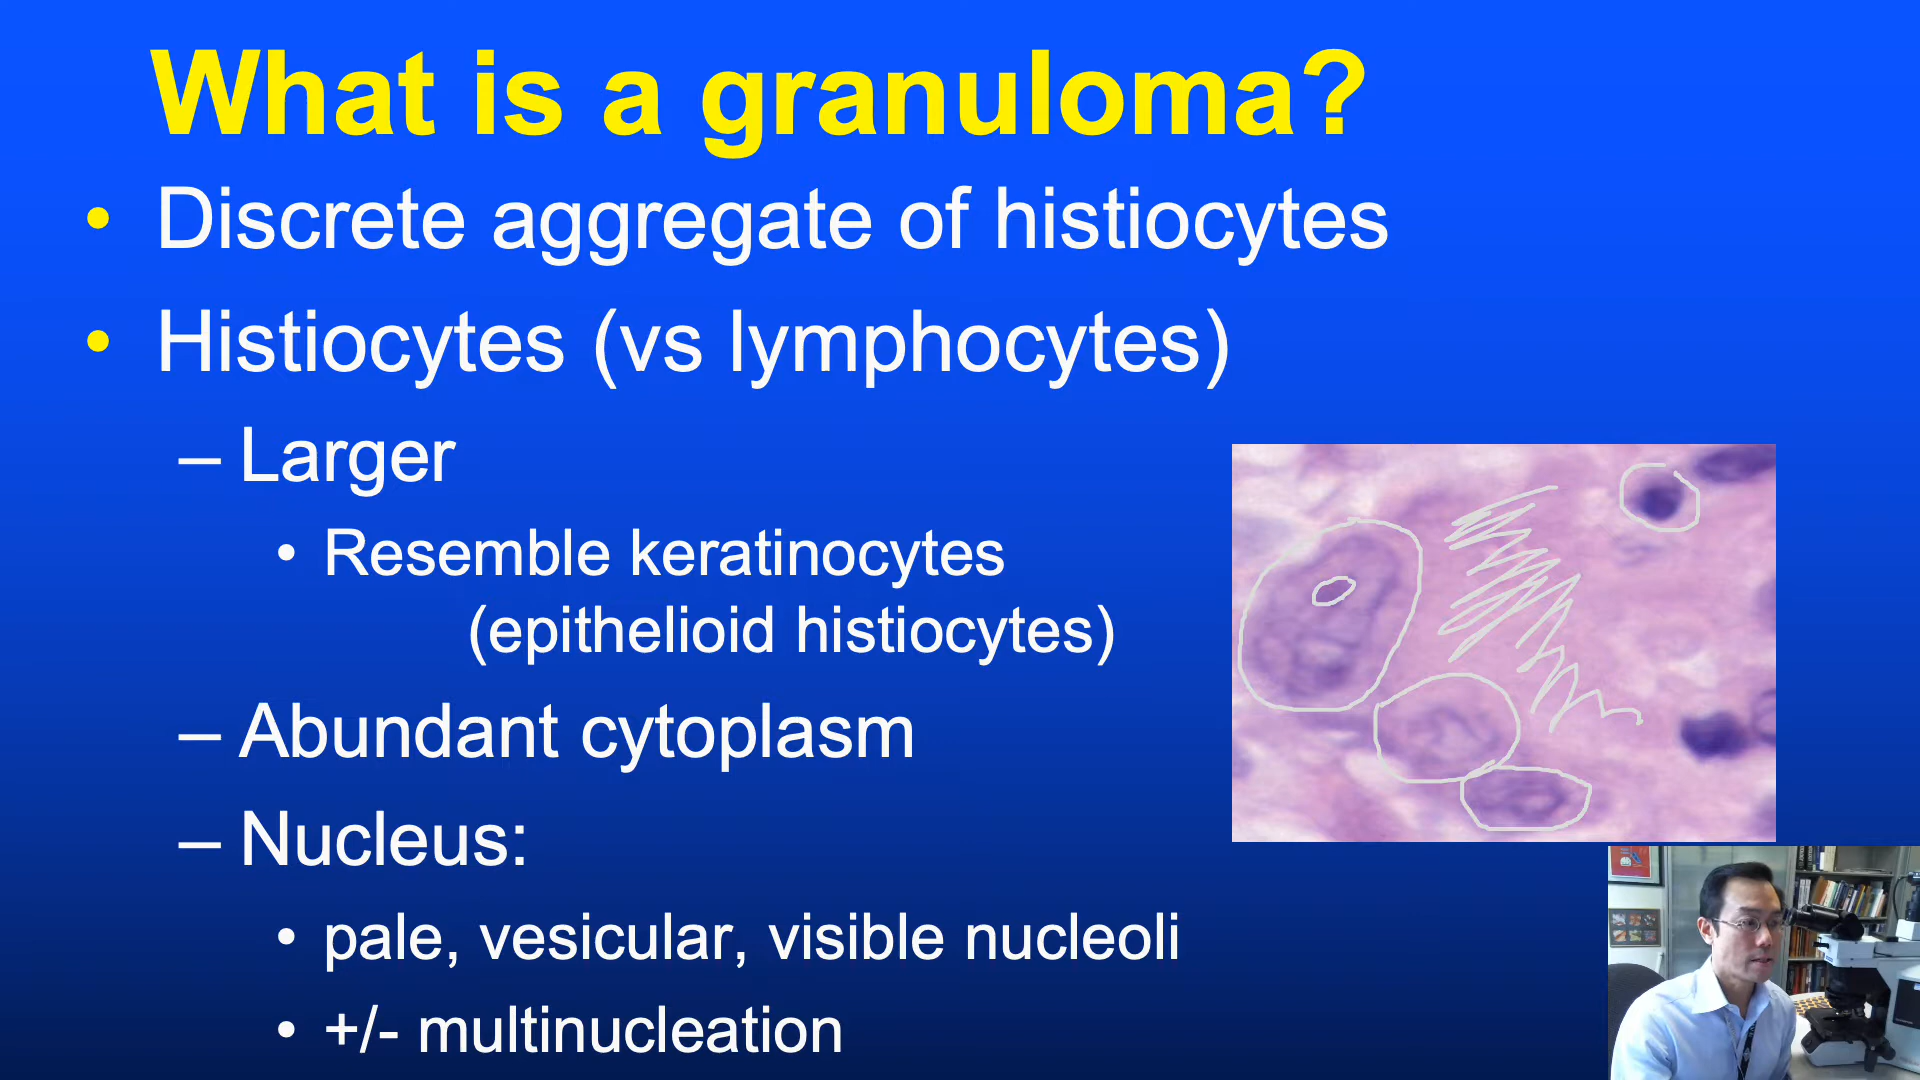 What is a granuloma?
• Discrete aggregate of histiocytes
• Histiocytes (vs lymphocytes)
– Larger
• Resemble keratinocytes
(epithelioid histiocytes)
– Abundant cytoplasm
– Nucleus:
• pale, vesicular, visible nucleoli
• +/- multinucleation